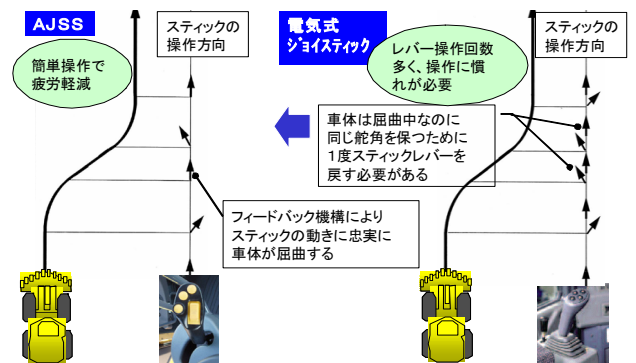 AJSS
スティックの
操作方向
簡単操作で
疲労軽減
フィードバック機構により
スティックの動きに忠実に
車体が屈曲する
電気式
ジョイスティック
スティックの
操作方向
レバー操作回数
多く、操作に慣
れが必要
車体は屈曲中なのに
同じ舵角を保つために
1度スティックレバーを
戻す必要がある